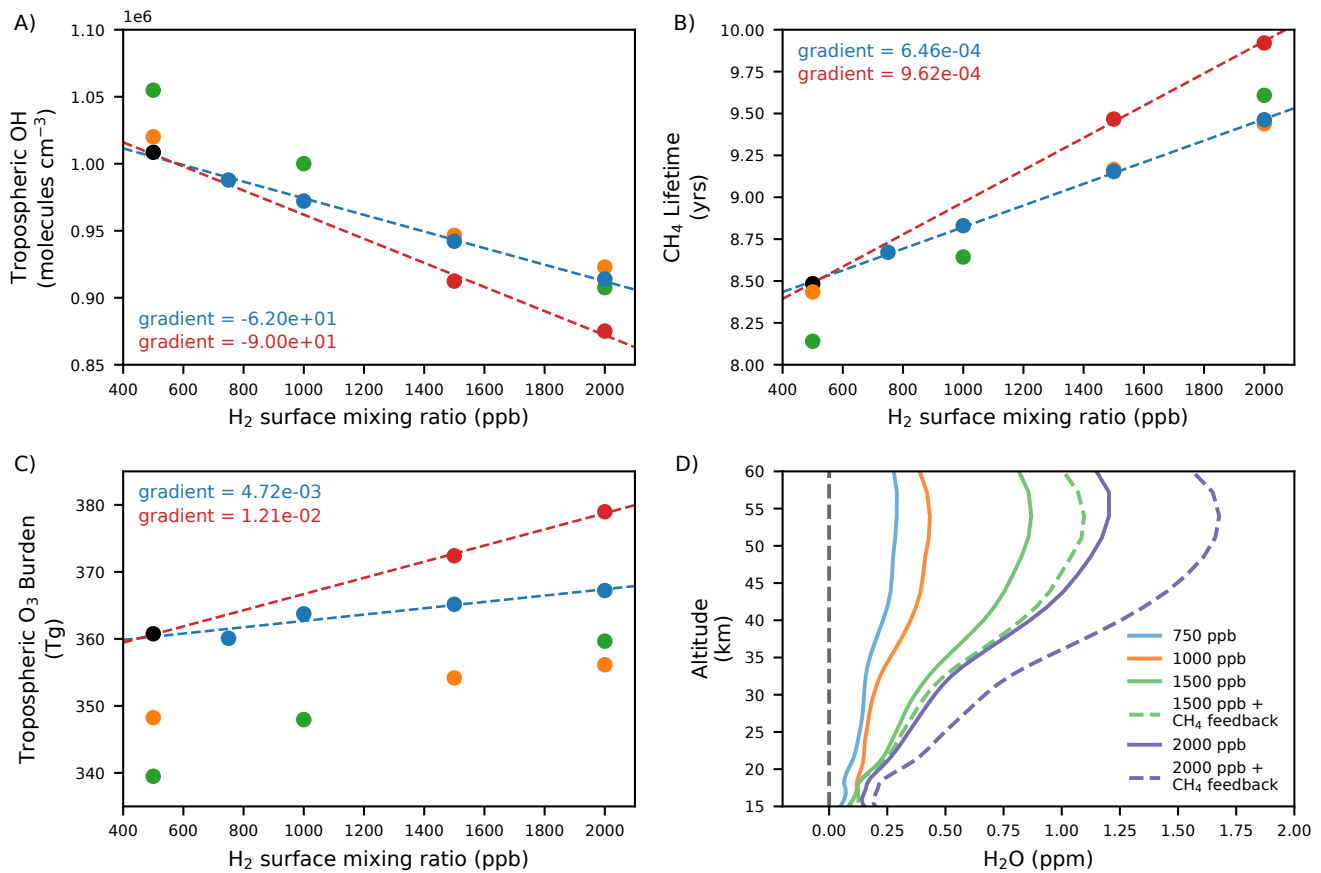 A)
1e6
1.10
1.05
1.00
0.95
0.90
0.85
Tropospheric OH
(molecules cm⁻³)
gradient = -6.20e+01
gradient = -9.00e+01
400 600 800 1000 1200 1400 1600 1800 2000
H₂ surface mixing ratio (ppb)
B)
10.00
9.75
9.50
9.25
9.00
8.75
8.50
8.25
8.00
CH₄ Lifetime
(yrs)
gradient = 6.46e-04
gradient = 9.62e-04
400 600 800 1000 1200 1400 1600 1800 2000
H₂ surface mixing ratio (ppb)
C)
380
370
360
350
340
Tropospheric O₃ Burden
(Tg)
gradient = 4.72e-03
gradient = 1.21e-02
400 600 800 1000 1200 1400 1600 1800 2000
H₂ surface mixing ratio (ppb)
D)
60
50
40
30
20
15
Altitude
(km)
750 ppb
1000 ppb
1500 ppb
1500 ppb +
CH₄ feedback
2000 ppb
2000 ppb +
CH₄ feedback
0.00 0.25 0.50 0.75 1.00 1.25 1.50 1.75 2.00
H₂O (ppm)